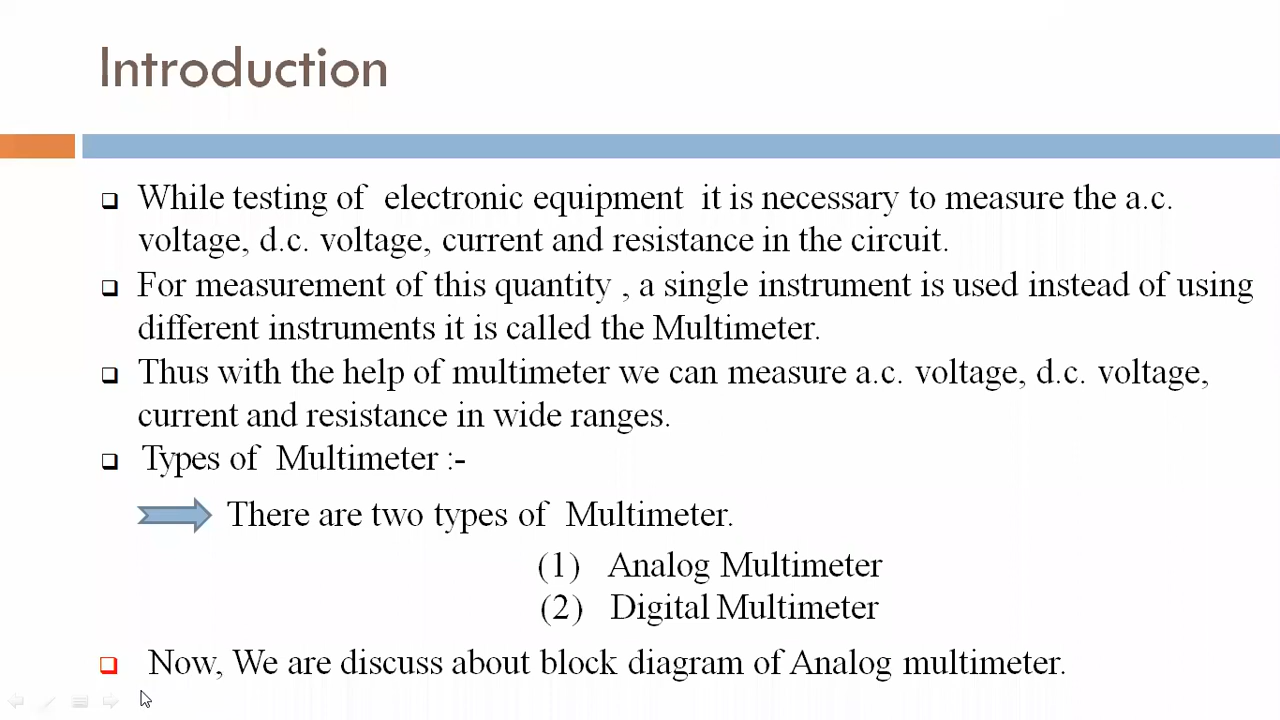 Introduction
While testing of electronic equipment it is necessary to measure the a.c.
voltage, d.c. voltage, current and resistance in the circuit.
For measurement of this quantity , a single instrument is used instead of using
different instruments it is called the Multimeter.
Thus with the help of multimeter we can measure a.c. voltage, d.c. voltage,
current and resistance in wide ranges.
Types of Multimeter :-
There are two types of Multimeter.
(1) Analog Multimeter
(2) Digital Multimeter
Now, We are discuss about block diagram of Analog multimeter.